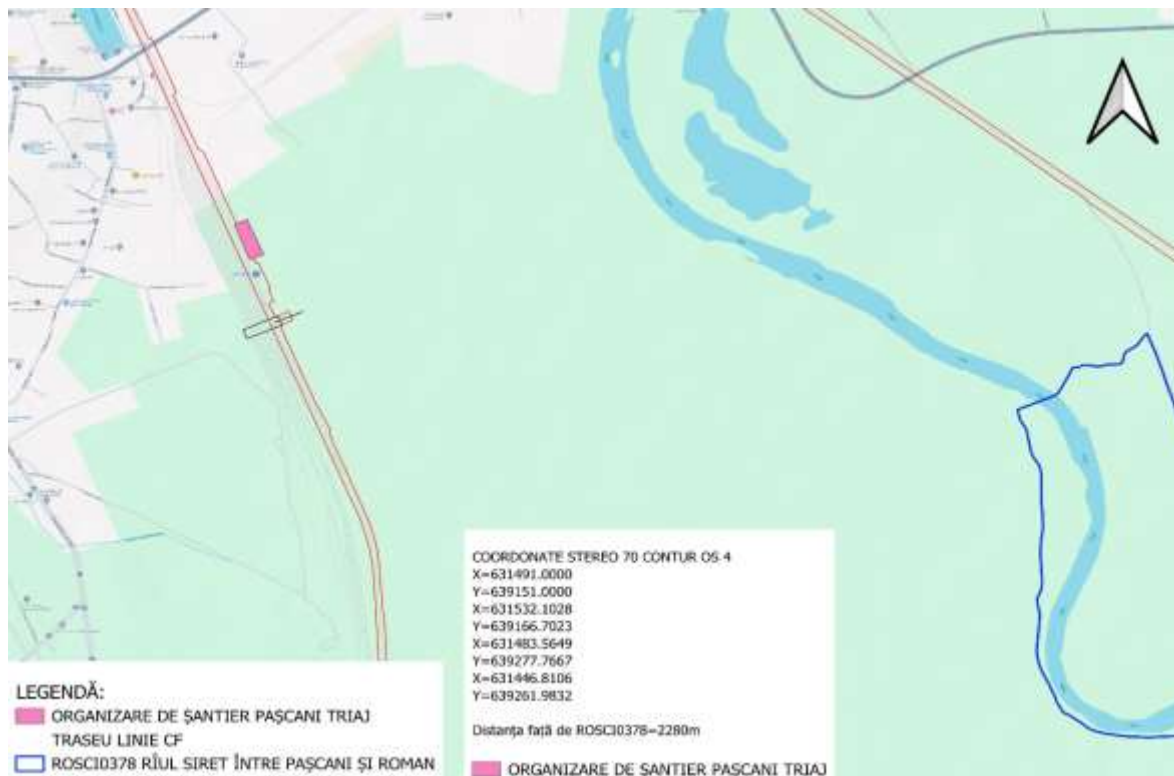 COORDONATE STEREO 70 CONTUR OS 4
X=631491.0000
Y=639151.0000
X=631532.1028
Y=639166.7023
X=631483.5649
Y=639277.7667
X=631446.8106
Y=639261.9832
Distanța față de ROSCI0378=2280m
ORGANIZARE DE SANTIER PASCANI TRIAJ
LEGENDĂ:
ORGANIZARE DE ȘANTIER PAȘCANI TRIAJ
TRASEU LINIE CF
ROSCI0378 RÎUL SIRET ÎNTRE PAȘCANI ȘI ROMAN